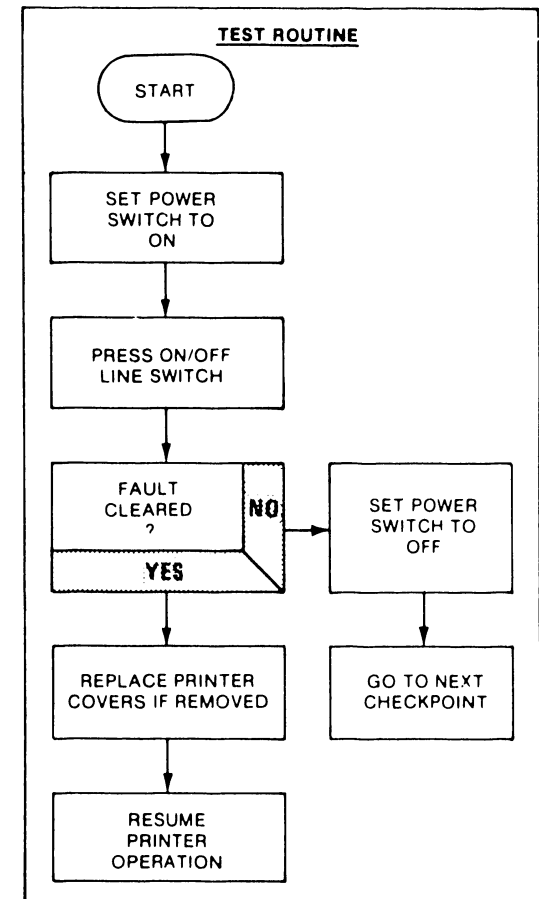 TEST ROUTINE
START
SET POWER
SWITCH TO
ON
PRESS ON/OFF
LINE SWITCH
FAULT
CLEARED
?
NO
YES
SET POWER
SWITCH TO
OFF
REPLACE PRINTER
COVERS IF REMOVED
GO TO NEXT
CHECKPOINT
RESUME
PRINTER
OPERATION